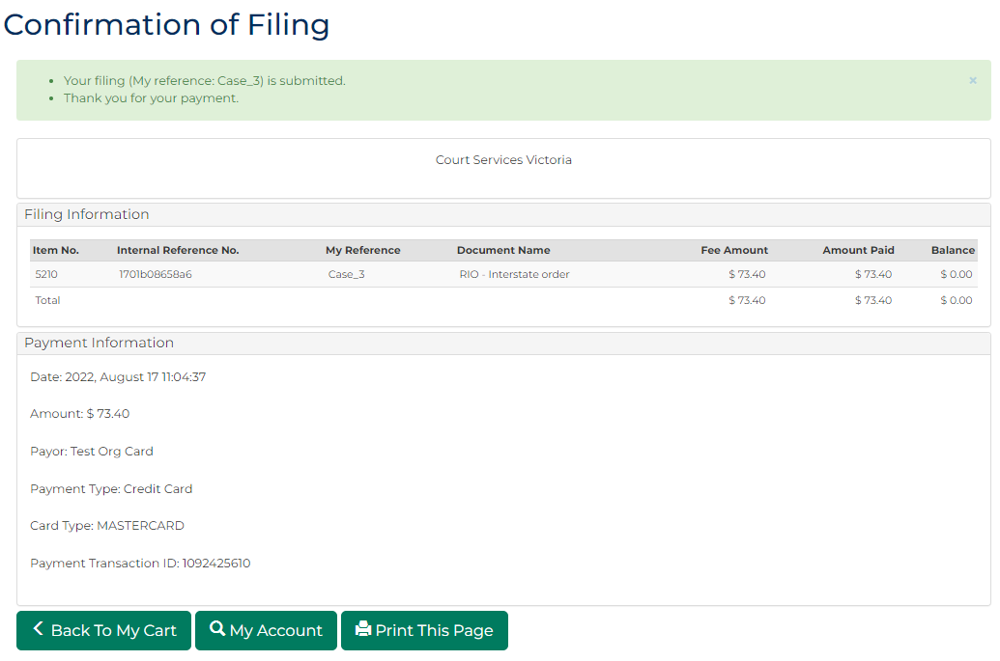 Confirmation of Filing
Your filing (My reference: Case_3) is submitted.
×
Thank you for your payment.
Court Services Victoria
Filing Information
Item No. Internal Reference No. My Reference Document Name Fee Amount Amount Paid Balance
5210 1701b08658a6 Case_3 RIO - Interstate order $ 73.40 $ 73.40 $ 0.00
Total $ 73.40 $ 73.40 $ 0.00
Payment Information
Date: 2022, August 17 11:04:37
Amount: $ 73.40
Payor: Test Org Card
Payment Type: Credit Card
Card Type: MASTERCARD
Payment Transaction ID: 1092425610
Back To My Cart My Account Print This Page